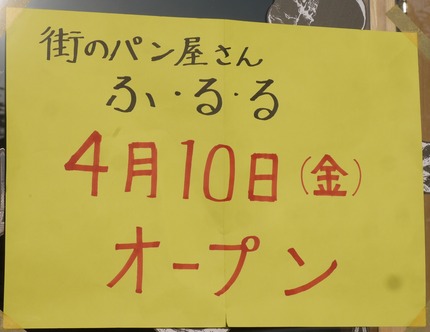 街のパン屋さん
ふ・る・る
4月10日(金)
オープン